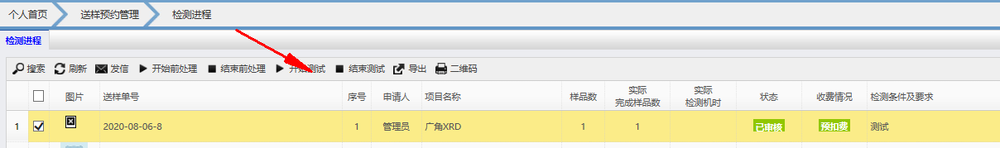 个人首页 送样预约管理 检测进程
检测进程
搜索 刷新 发信 开始前处理 结束前处理 开始测试 结束测试 导出 二维码
图片 送样单号 序号 申请人 项目名称 样品数 实际完成样品数 实际检测机时 状态 收费情况 检测条件及要求
1 2020-08-06-8 1 管理员 广角XRD 1 1 已审核 预扣费 测试